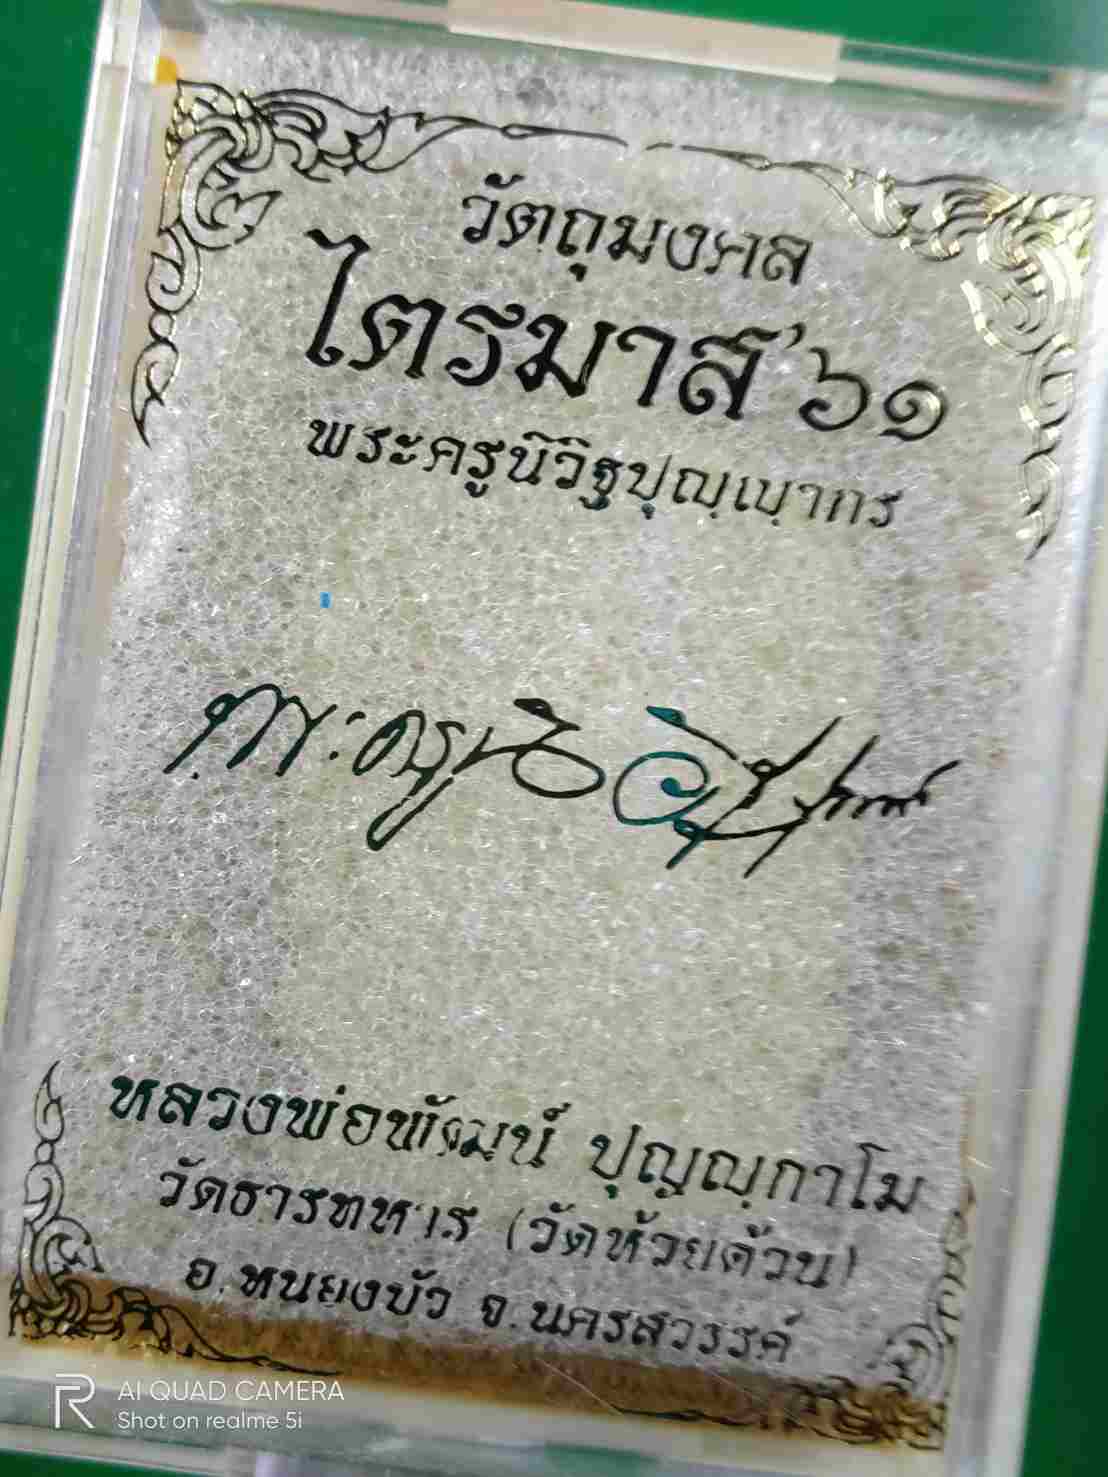 วัตถุมงคล
ไตรมาส'๖๑
พระครูนิวิฐปุญฺญากร
หลวงพ่อพัฒน์ ปุญฺญกาโม
วัดธารทหาร (วัดห้วยด้วน)
อ.หนองบัว จ.นครสวรรค์
AI QUAD CAMERA
Shot on realme 5i